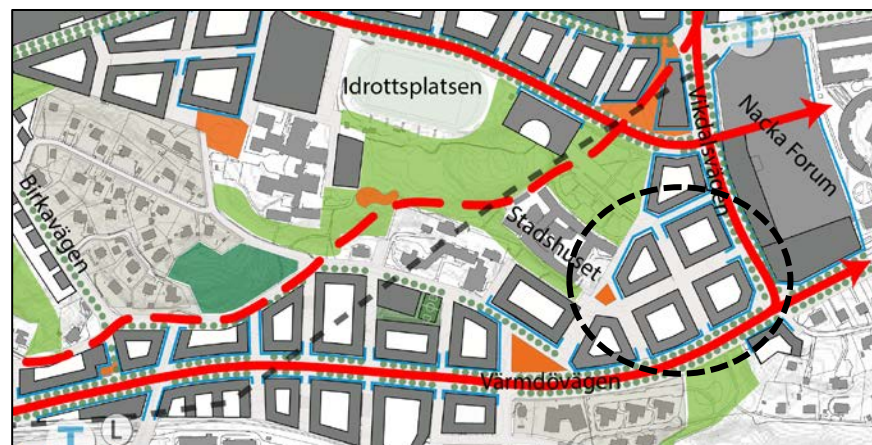 T
Idrottsplatsen
Vikdalsvägen
Nacka Forum
Birkavägen
Stadshuset
Värmdövägen
T
L